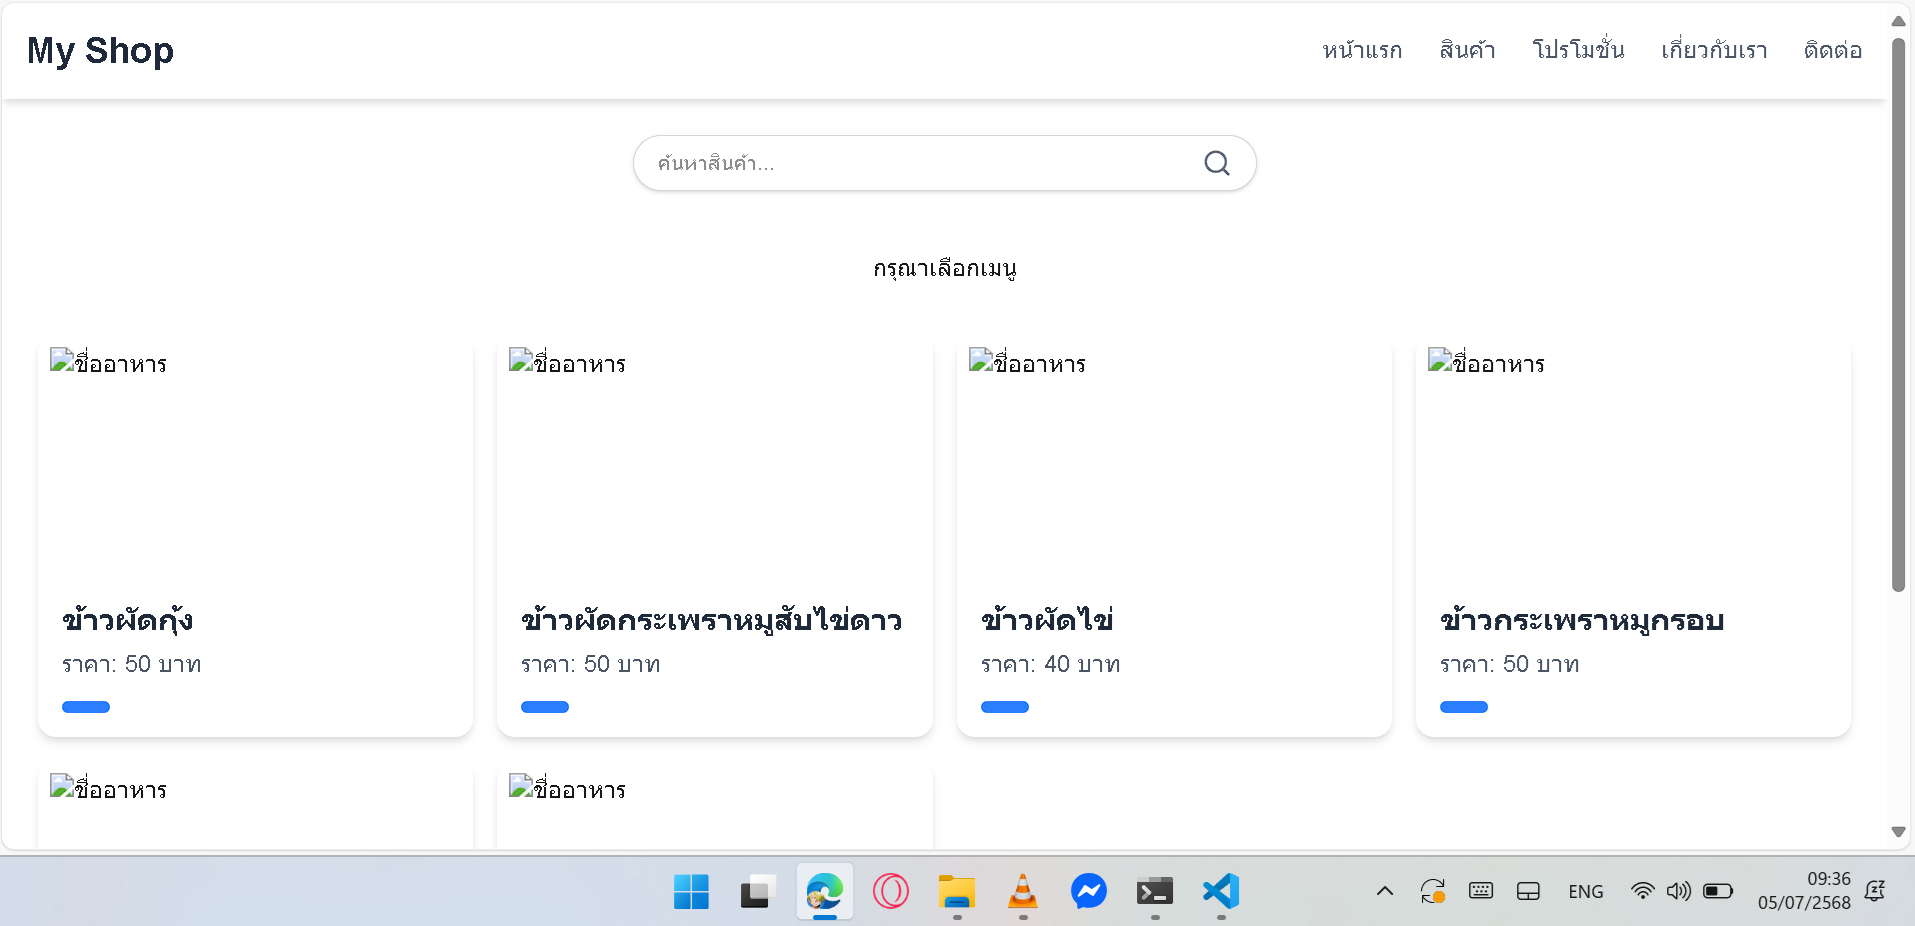 My Shop
หน้าแรก สินค้า โปรโมชั่น เกี่ยวกับเรา ติดต่อ
ค้นหาสินค้า...
กรุณาเลือกเมนู
ชื่ออาหาร ชื่ออาหาร ชื่ออาหาร ชื่ออาหาร
ข้าวผัดกุ้ง ข้าวผัดกระเพราหมูสับไข่ดาว ข้าวผัดไข่ ข้าวกระเพราหมูกรอบ
ราคา: 50 บาท ราคา: 50 บาท ราคา: 40 บาท ราคา: 50 บาท
ชื่ออาหาร ชื่ออาหาร
ENG
09:36
05/07/2568